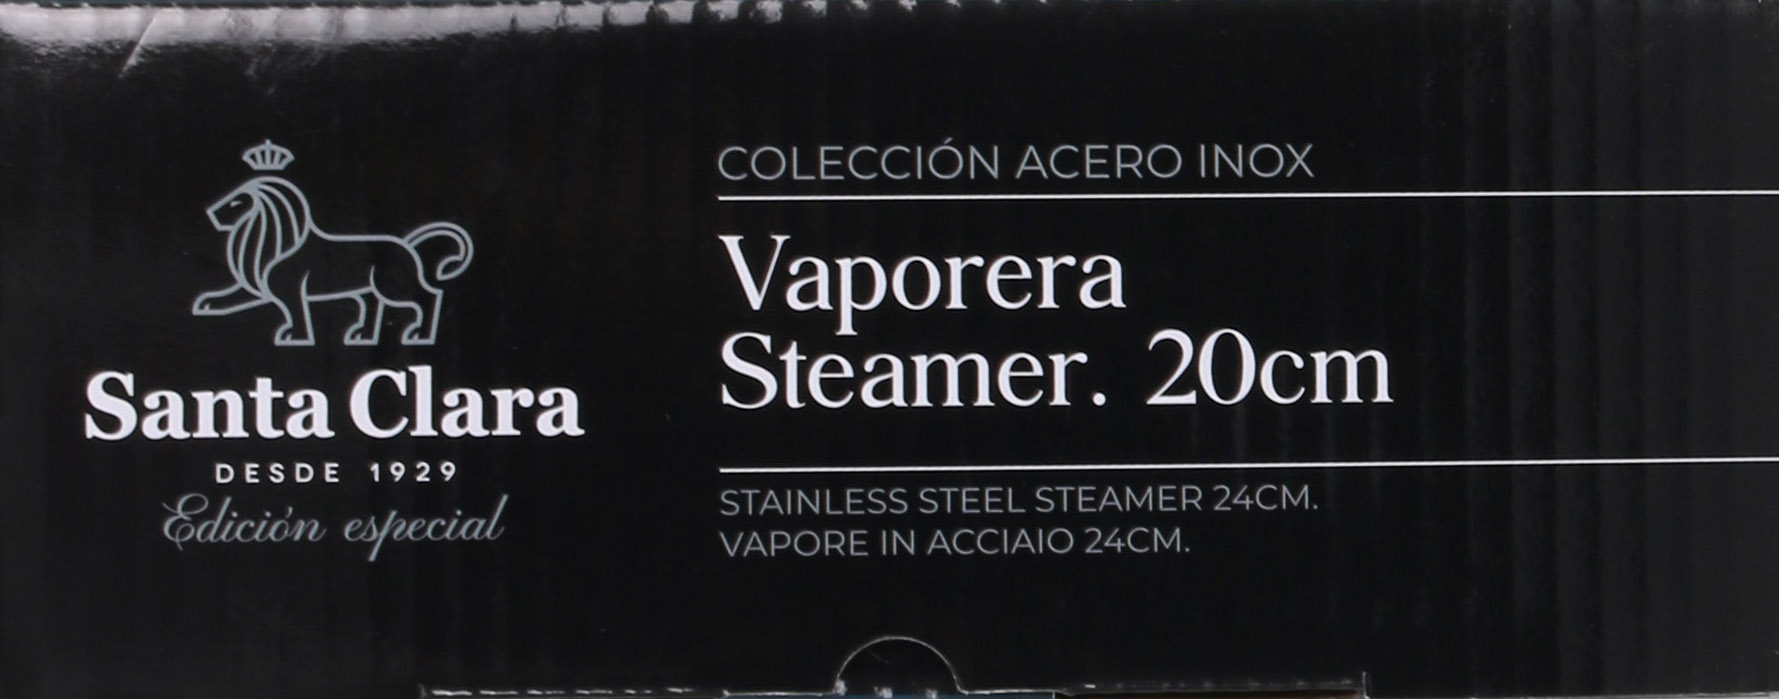 Santa Clara
DESDE 1929
Edición especial
COLECCIÓN ACERO INOX
Vaporera
Steamer. 20cm
STAINLESS STEEL STEAMER 24CM.
VAPORE IN ACCIAIO 24CM.